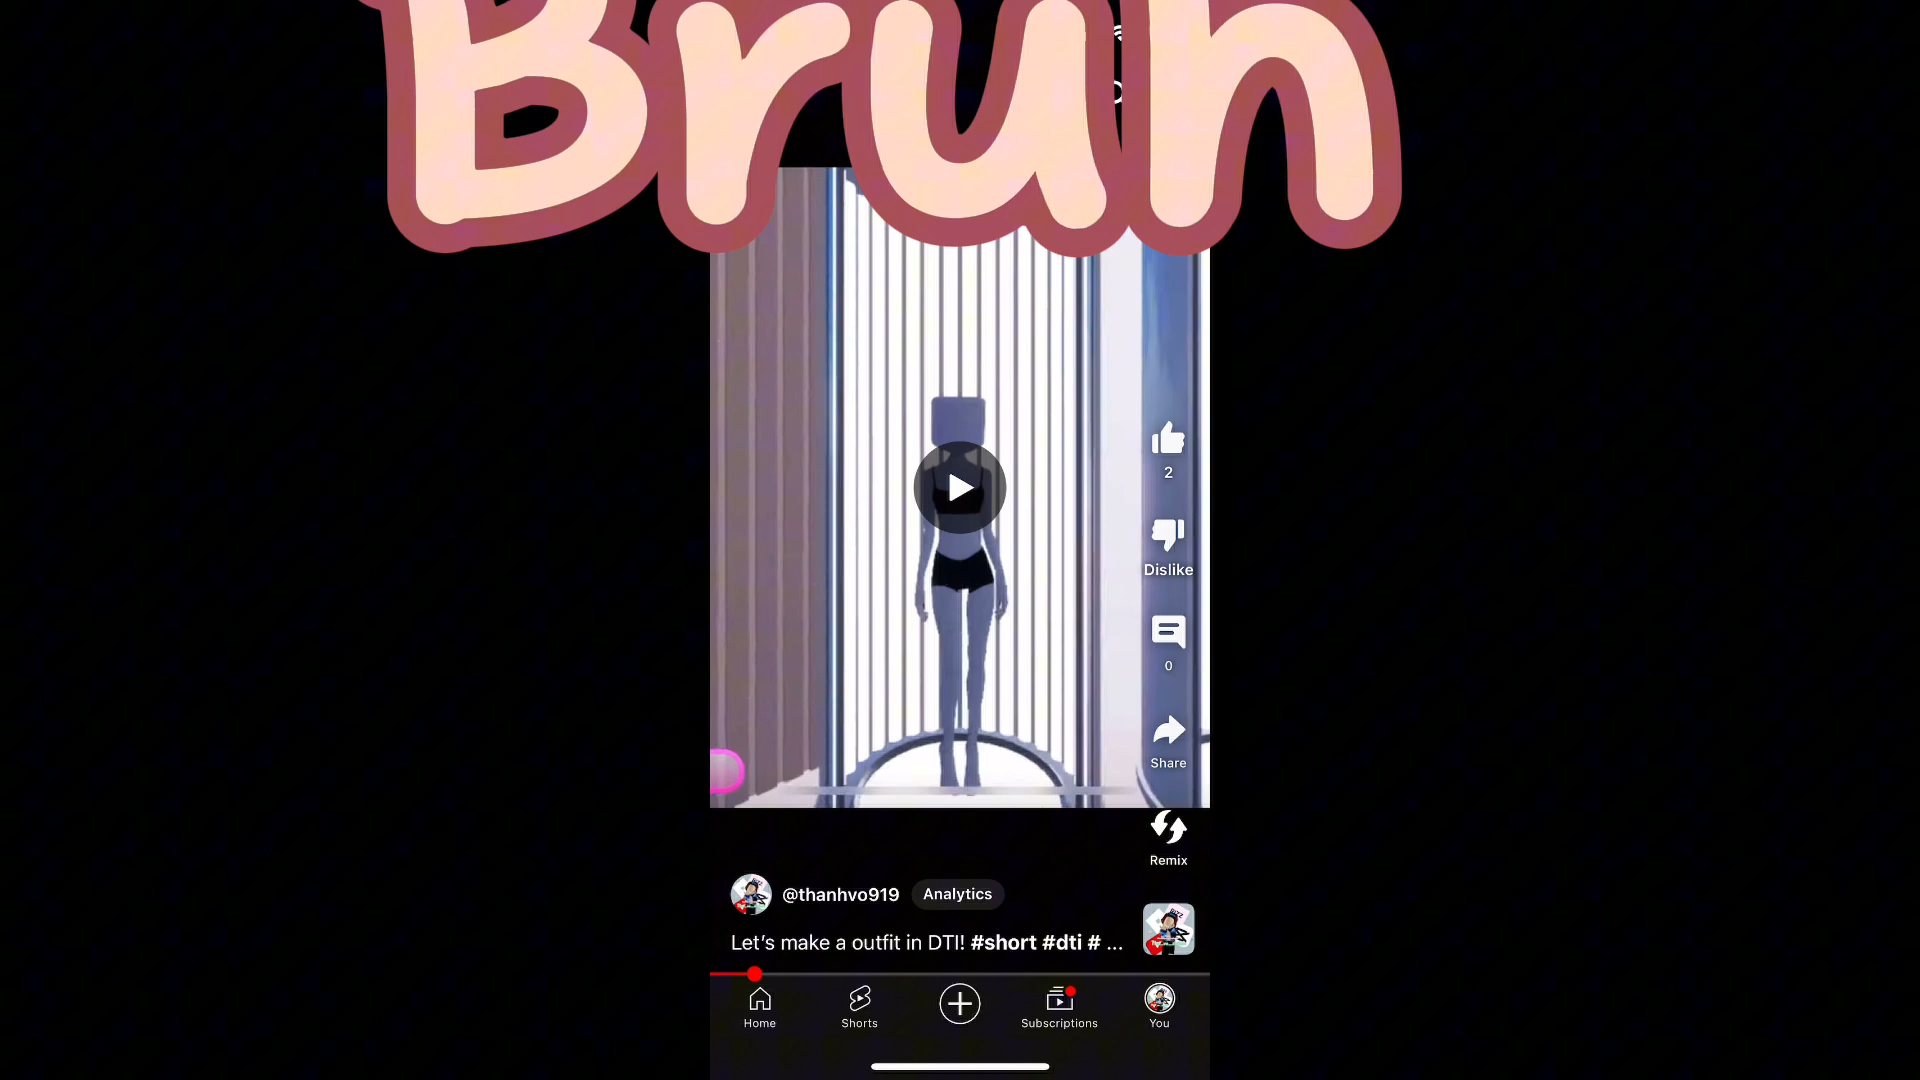 Bruh
2
Dislike
0
Share
Remix
@thanhvo919 Analytics
Let's make a outfit in DTI! #short #dti # ...
Home Shorts Subscriptions You